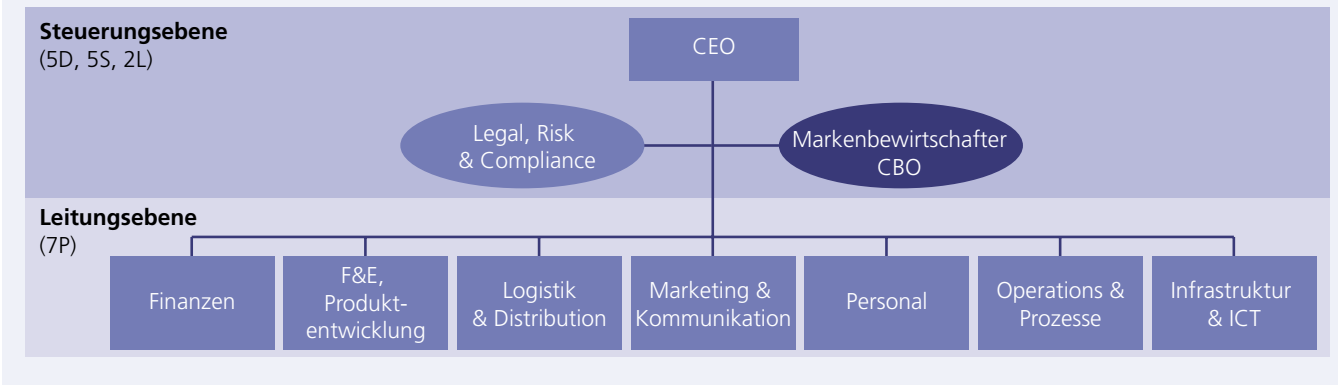 Steuerungsebene
(5D, 5S, 2L)
CEO
Legal, Risk
& Compliance
Markenbewirtschafter
CBO
Leitungsebene
(7P)
Finanzen
F&E,
Produkt-
entwicklung
Logistik
& Distribution
Marketing &
Kommunikation
Personal
Operations &
Prozesse
Infrastruktur
& ICT